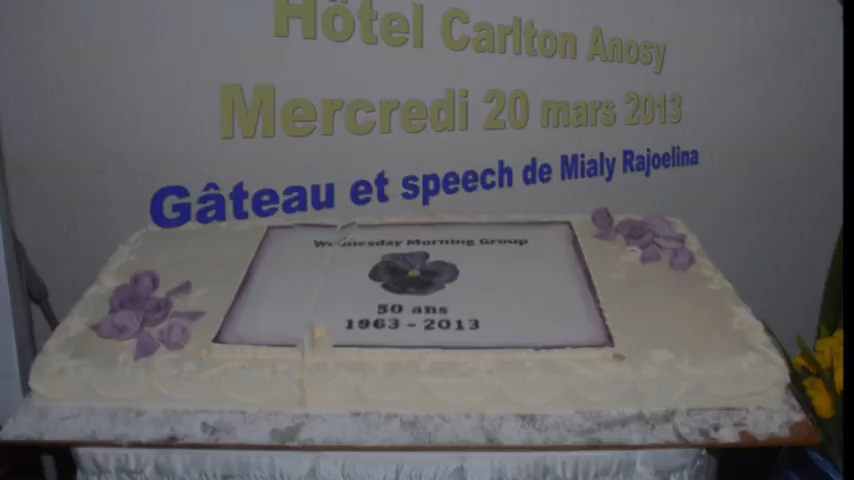 Hôtel Carlton Anosy
Mercredi 20 mars 2013
Gâteau et speech de Mialy Rajoelina
Wednesday Morning Group
50 ans
1963 - 2013